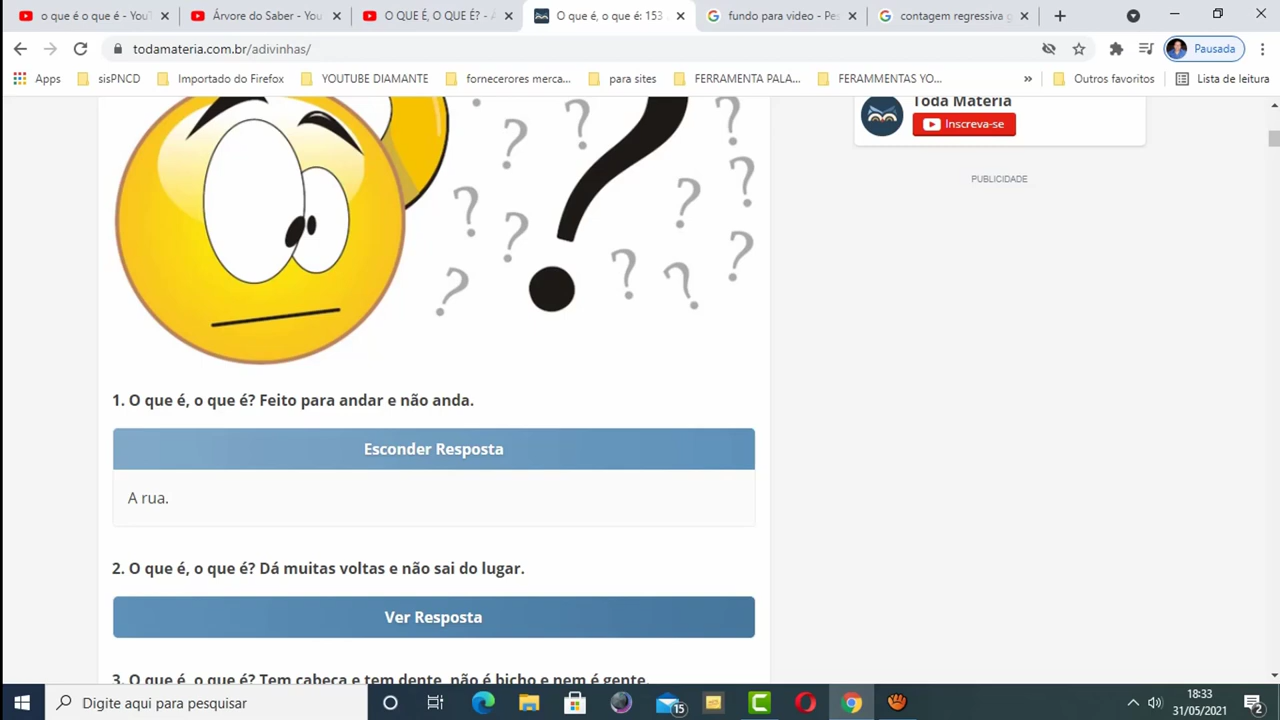 o que é o que é - YouT
Árvore do Saber - You
O QUE É, O QUE É? - A
O que é, o que é: 153
fundo para video - Pes
contagem regressiva g
todamateria.com.br/adivinhas/
Pausada
Apps
sisPNCD
Importado do Firefox
YOUTUBE DIAMANTE
fornecerores merca...
para sites
FERRAMENTA PALA...
FERAMMENTAS YO...
»
Outros favoritos
Lista de leitura
Toda Matéria
Inscreva-se
PUBLICIDADE
1. O que é, o que é? Feito para andar e não anda.
Esconder Resposta
A rua.
2. O que é, o que é? Dá muitas voltas e não sai do lugar.
Ver Resposta
3. O que é, o que é? Tem cabeça e tem dente, não é bicho e nem é gente.
Digite aqui para pesquisar
15
18:33
31/05/2021
2